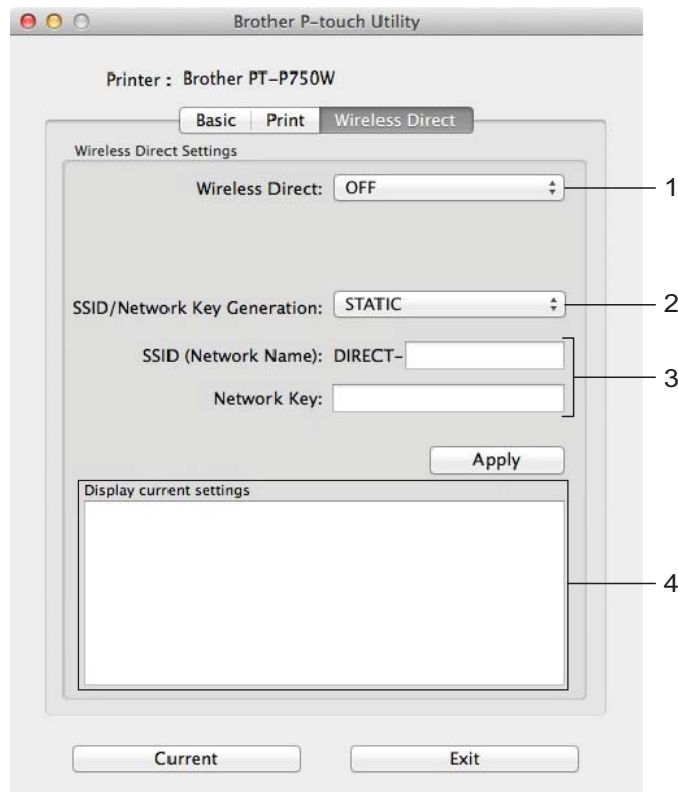 Brother P-touch Utility
Printer : Brother PT-P750W
Basic Print Wireless Direct
Wireless Direct Settings
Wireless Direct: OFF 1
SSID/Network Key Generation: STATIC 2
SSID (Network Name): DIRECT-
3
Network Key:
Apply
Display current settings
4
Current Exit